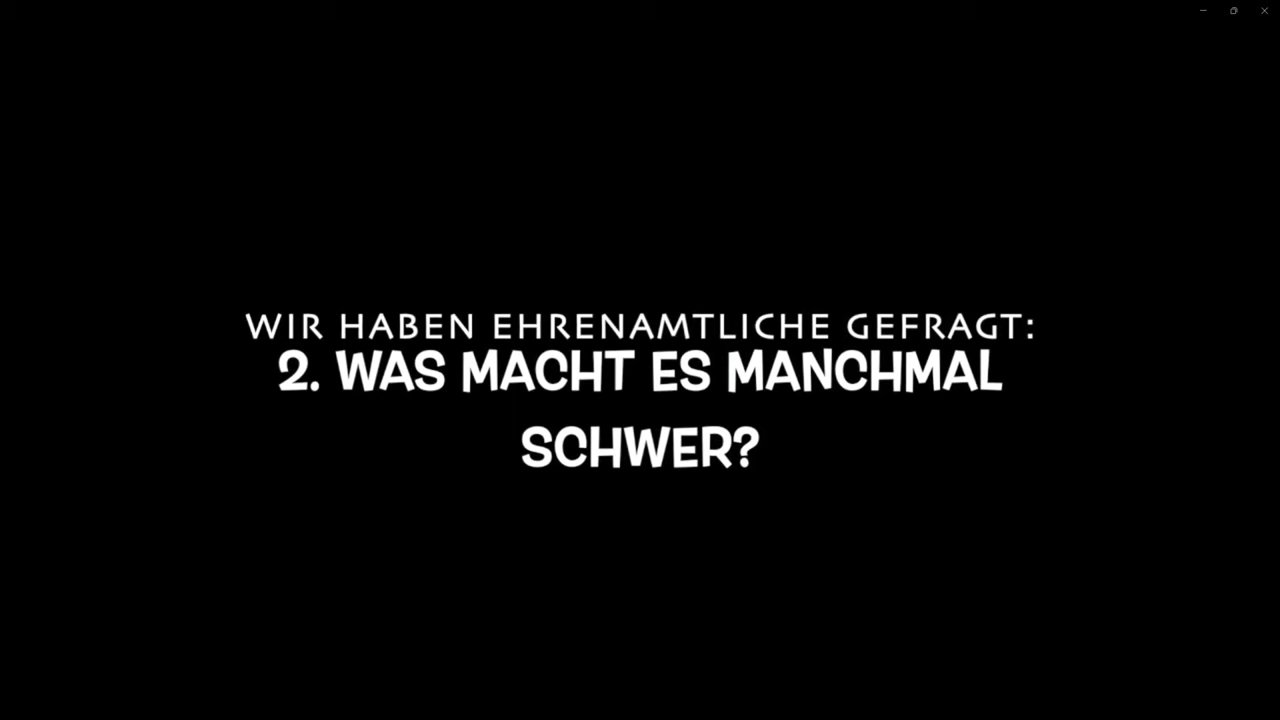 WIR HABEN EHRENAMTLICHE GEFRAGT:
2. WAS MACHT ES MANCHMAL
SCHWER?